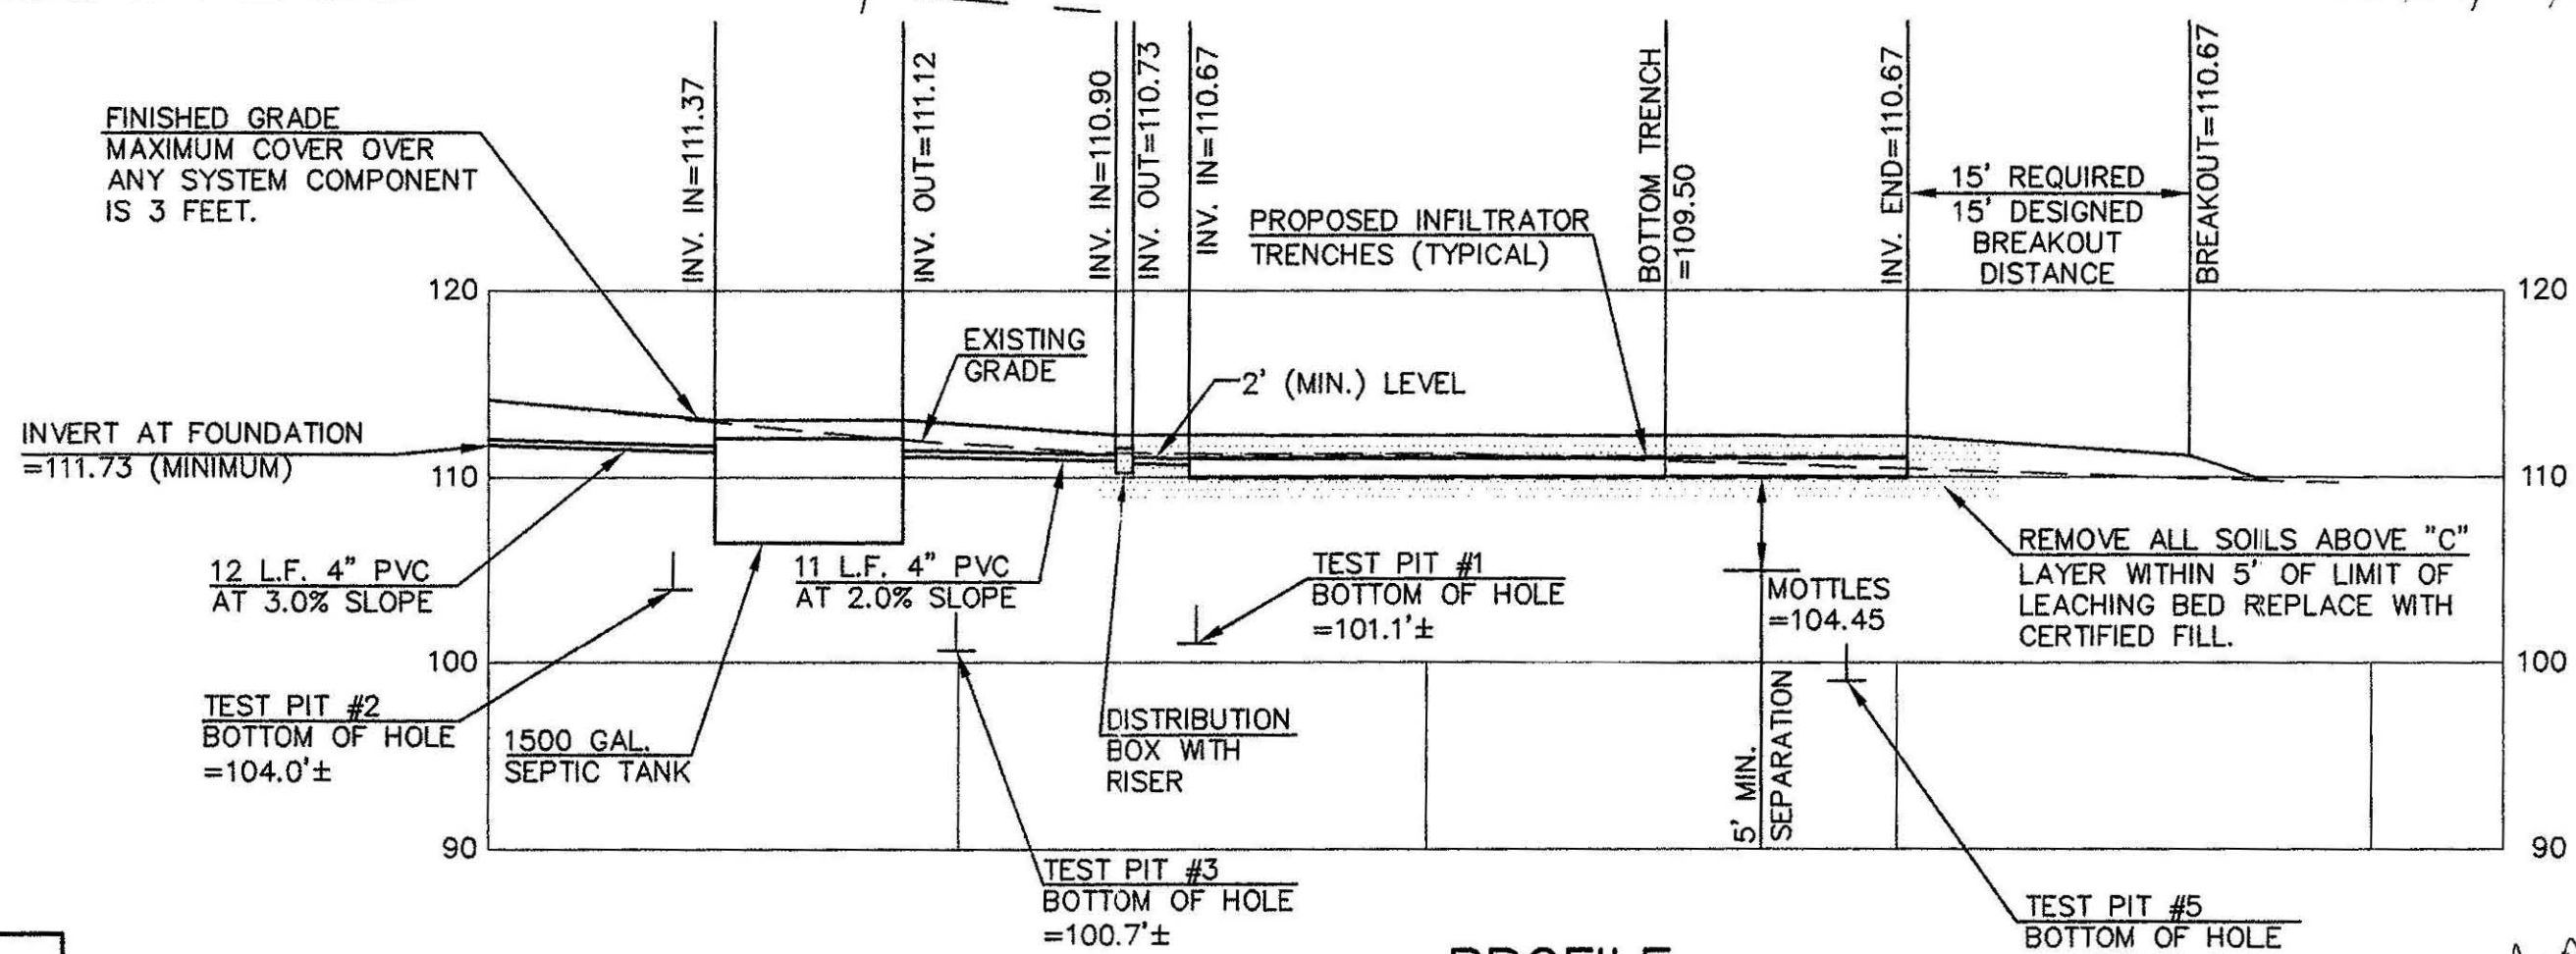 FINISHED GRADE
MAXIMUM COVER OVER
ANY SYSTEM COMPONENT
IS 3 FEET.
INV. IN=111.37
INV. OUT=111.12
INV. IN=110.90
INV. OUT=110.73
INV. IN=110.67
PROPOSED INFILTRATOR
TRENCHES (TYPICAL)
BOTTOM TRENCH
=109.50
INV. END=110.67
15' REQUIRED
15' DESIGNED
BREAKOUT
DISTANCE
BREAKOUT=110.67
120
120
EXISTING
GRADE
2' (MIN.) LEVEL
INVERT AT FOUNDATION
=111.73 (MINIMUM)
110
110
12 L.F. 4" PVC
AT 3.0% SLOPE
11 L.F. 4" PVC
AT 2.0% SLOPE
TEST PIT #1
BOTTOM OF HOLE
=101.1'±
MOTTLES
=104.45
REMOVE ALL SOILS ABOVE "C"
LAYER WITHIN 5' OF LIMIT OF
LEACHING BED REPLACE WITH
CERTIFIED FILL.
100
100
TEST PIT #2
BOTTOM OF HOLE
=104.0'±
1500 GAL.
SEPTIC TANK
DISTRIBUTION
BOX WITH
RISER
5' MIN.
SEPARATION
90
90
TEST PIT #3
BOTTOM OF HOLE
=100.7'±
TEST PIT #5
BOTTOM OF HOLE
PROFILE